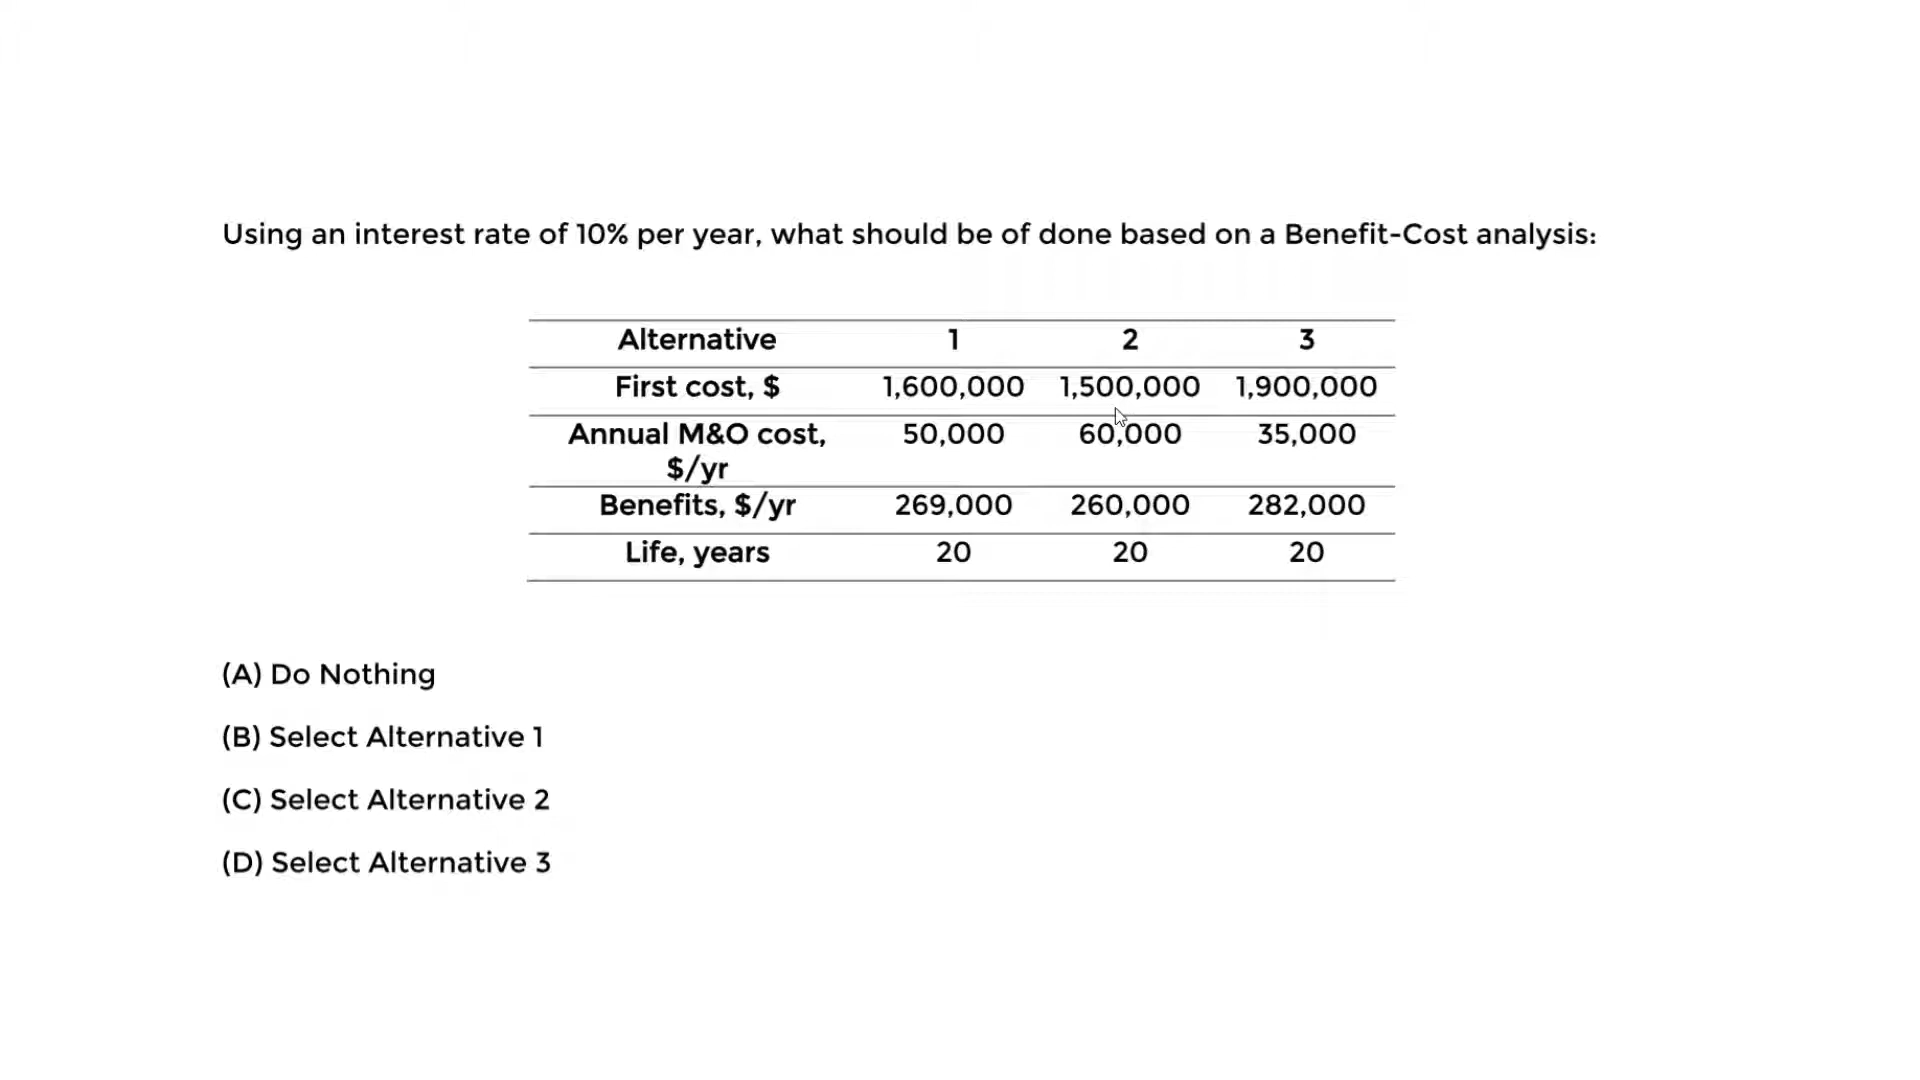 Using an interest rate of 10% per year, what should be of done based on a Benefit-Cost analysis:
Alternative 1 2 3
First cost, $ 1,600,000 1,500,000 1,900,000
Annual M&O cost, 50,000 60,000 35,000
$/yr
Benefits, $/yr 269,000 260,000 282,000
Life, years 20 20 20
(A) Do Nothing
(B) Select Alternative 1
(C) Select Alternative 2
(D) Select Alternative 3